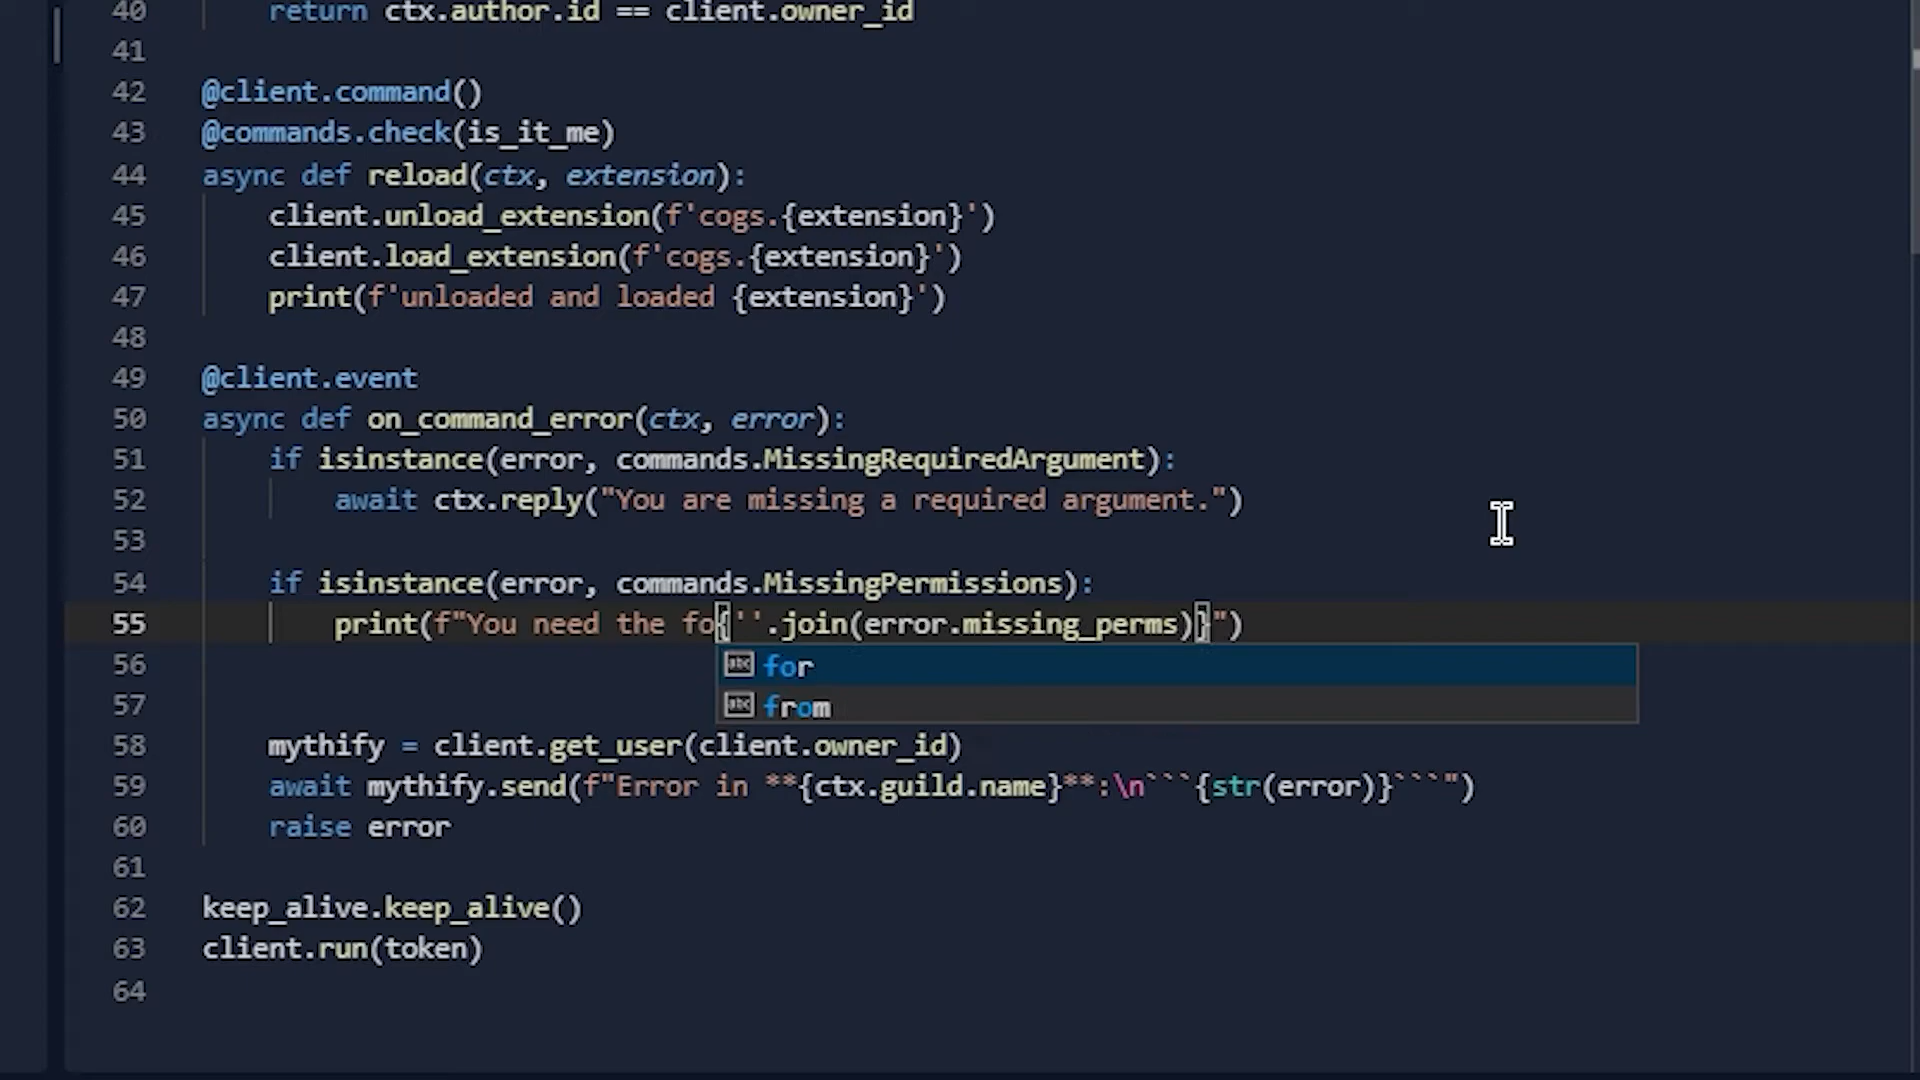 40 return ctx.author.id == client.owner_id
41
42 @client.command()
43 @commands.check(is_it_me)
44 async def reload(ctx, extension):
45 client.unload_extension(f'cogs.{extension}')
46 client.load_extension(f'cogs.{extension}')
47 print(f'unloaded and loaded {extension}')
48
49 @client.event
50 async def on_command_error(ctx, error):
51 if isinstance(error, commands.MissingRequiredArgument):
52 await ctx.reply("You are missing a required argument.")
53
54 if isinstance(error, commands.MissingPermissions):
55 print(f"You need the fo{''.join(error.missing_perms)}")
56 abc for
57 abc from
58 mythify = client.get_user(client.owner_id)
59 await mythify.send(f"Error in **{ctx.guild.name}**:\n```{str(error)}```")
60 raise error
61
62 keep_alive.keep_alive()
63 client.run(token)
64